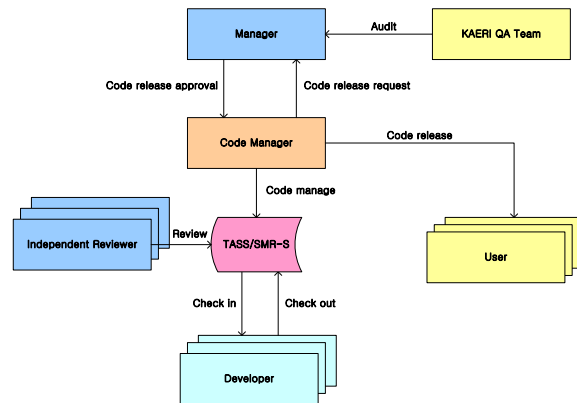 Manager
Audit
KAERI QA Team
Code release approval
Code release request
Code Manager
Code release
Code manage
Independent Reviewer
Review
TASS/SMR-S
User
Check in
Check out
Developer